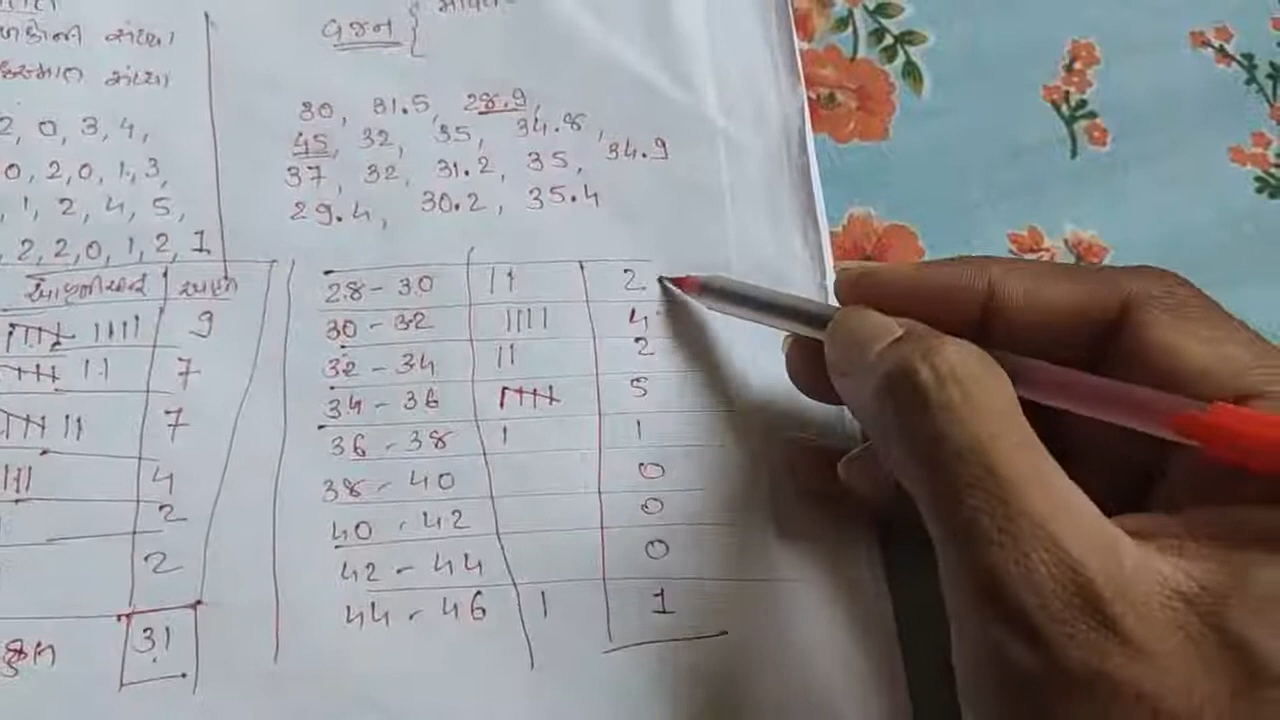 વજન {
સંખ્યા
સંખ્યા
30, 31.5, 28.9,
45, 32, 35, 34.8,
37, 32, 31.2, 35, 34.9
29.4, 30.2, 35.4
2, 0, 3, 4,
0, 2, 0, 1, 3,
, 1, 2, 4, 5,
, 2, 2, 0, 1, 2, 1
9
7
7
4
2
2
31
28 - 30 || 2
30 - 32 |||| 4
32 - 34 || 2
34 - 36 5
36 - 38 | 1
38 - 40 0
40 - 42 0
42 - 44 0
44 - 46 | 1